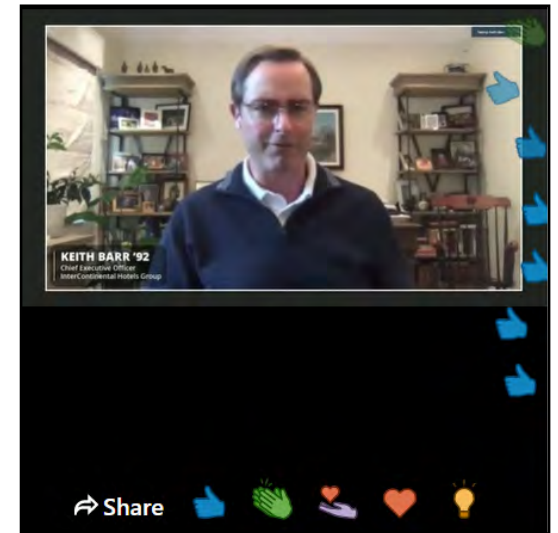 KEITH BARR '92
Chief Executive Officer
InterContinental Hotels Group
Share